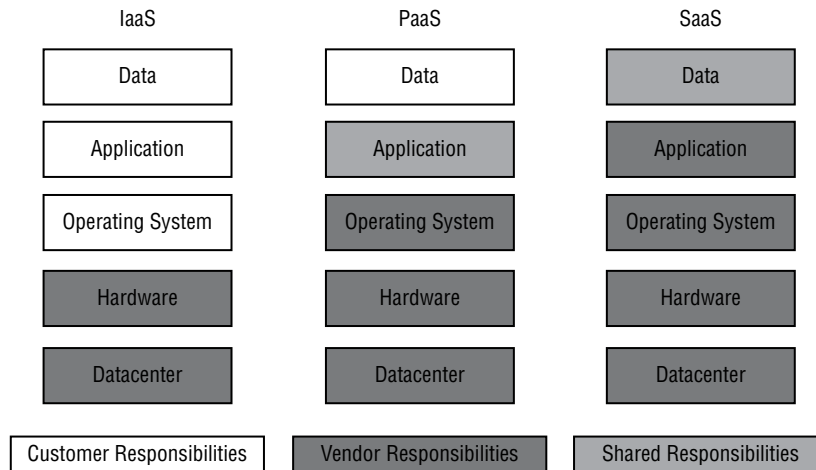 IaaS PaaS SaaS
Data Data Data
Application Application Application
Operating System Operating System Operating System
Hardware Hardware Hardware
Datacenter Datacenter Datacenter
Customer Responsibilities Vendor Responsibilities Shared Responsibilities